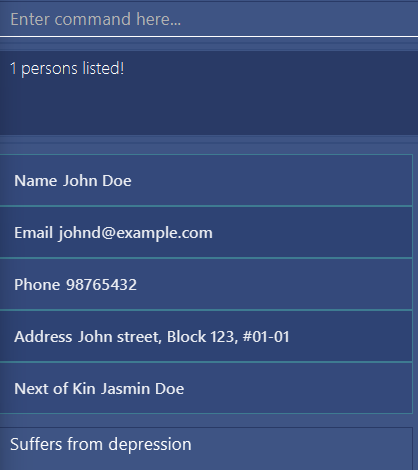 Enter command here...
1 persons listed!
Name John Doe
Email johnd@example.com
Phone 98765432
Address John street, Block 123, #01-01
Next of Kin Jasmin Doe
Suffers from depression